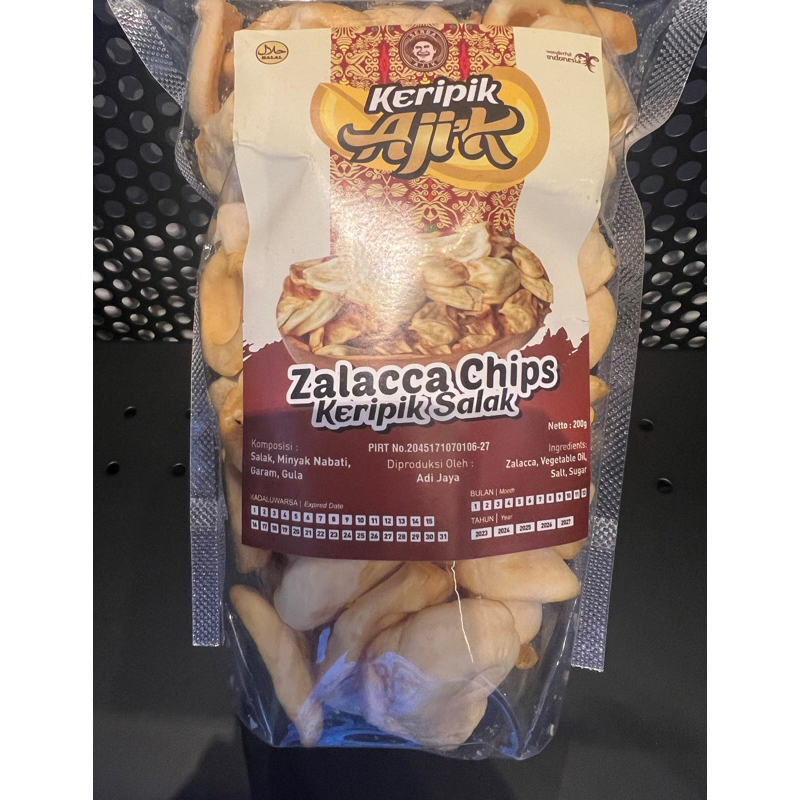 حلال
HALAL
wonderful
indonesia
Keripik
Aji'k
Zalacca Chips
Keripik Salak
Netto : 200g
Komposisi :
Salak, Minyak Nabati,
Garam, Gula
PIRT No.2045171070106-27
Diproduksi Oleh :
Adi Jaya
Ingredients:
Zalacca, Vegetable Oil,
Salt, Sugar
KADALUWARSA | Expired Date
1 2 3 4 5 6 7 8 9 10 11 12 13 14 15
16 17 18 19 20 21 22 23 24 25 26 27 28 29 30 31
BULAN | Month
1 2 3 4 5 6 7 8 9 10 11 12
TAHUN | Year
2023 2024 2025 2026 2027